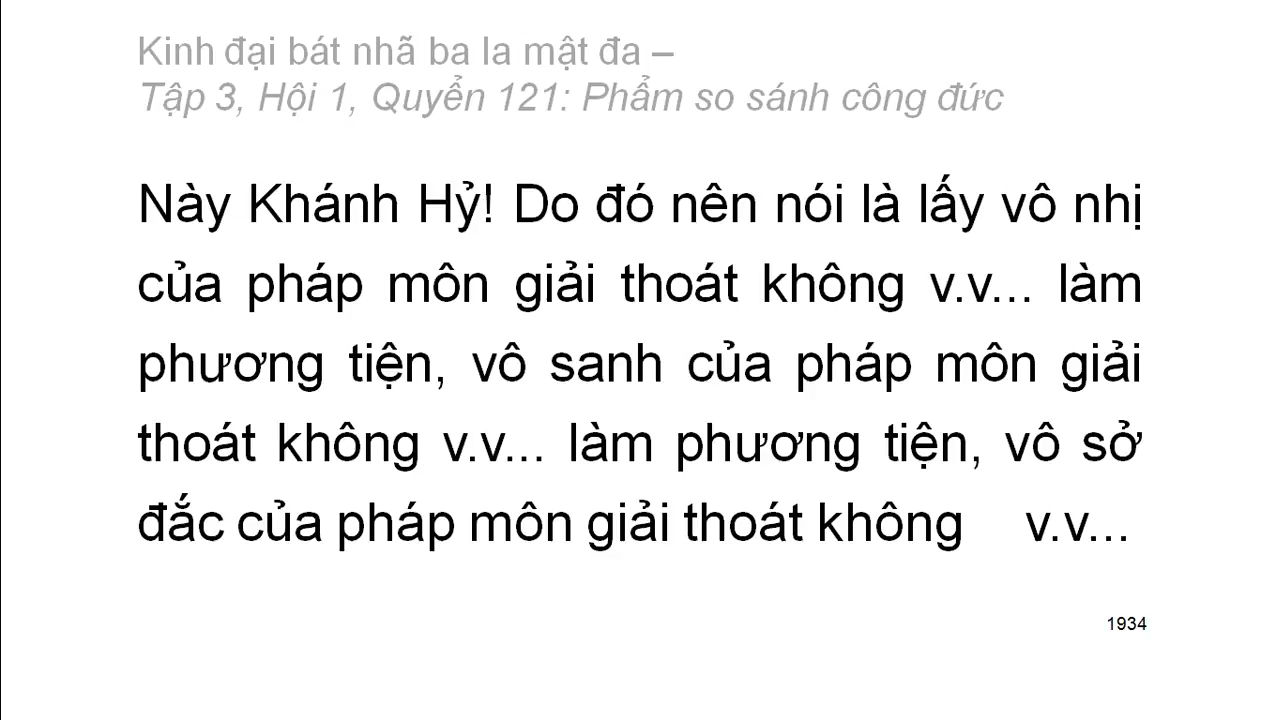 Kinh đại bát nhã ba la mật đa –
Tập 3, Hội 1, Quyển 121: Phẩm so sánh công đức
Này Khánh Hỷ! Do đó nên nói là lấy vô nhị
của pháp môn giải thoát không v.v... làm
phương tiện, vô sanh của pháp môn giải
thoát không v.v... làm phương tiện, vô sở
đắc của pháp môn giải thoát không v.v...
1934